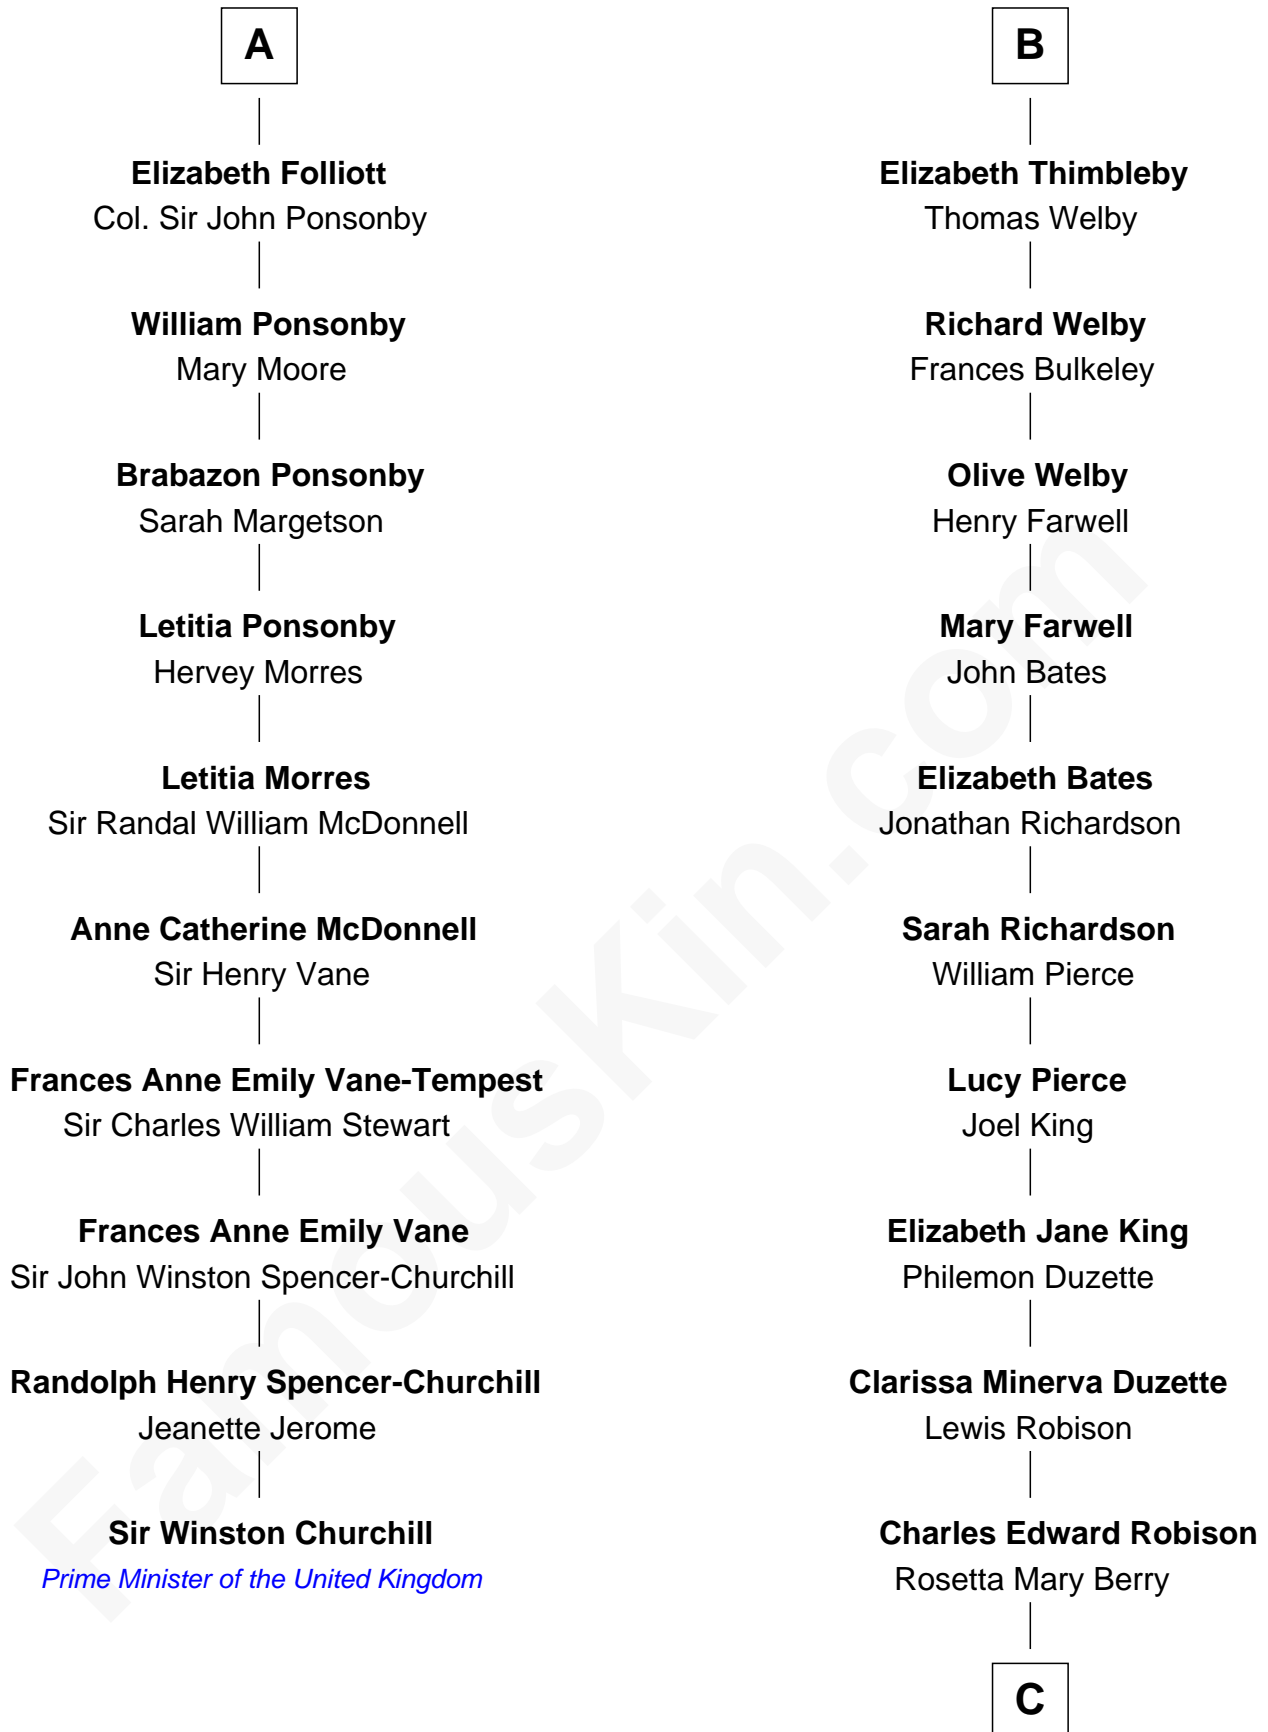 A
Elizabeth Folliott
Col. Sir John Ponsonby
William Ponsonby
Mary Moore
Brabazon Ponsonby
Sarah Margetson
Letitia Ponsonby
Hervey Morres
Letitia Morres
Sir Randal William McDonnell
Anne Catherine McDonnell
Sir Henry Vane
Frances Anne Emily Vane-Tempest
Sir Charles William Stewart
Frances Anne Emily Vane
Sir John Winston Spencer-Churchill
Randolph Henry Spencer-Churchill
Jeanette Jerome
Sir Winston Churchill
Prime Minister of the United Kingdom
B
Elizabeth Thimbleby
Thomas Welby
Richard Welby
Frances Bulkeley
Olive Welby
Henry Farwell
Mary Farwell
John Bates
Elizabeth Bates
Jonathan Richardson
Sarah Richardson
William Pierce
Lucy Pierce
Joel King
Elizabeth Jane King
Philemon Duzette
Clarissa Minerva Duzette
Lewis Robison
Charles Edward Robison
Rosetta Mary Berry
C
FamousKin.com